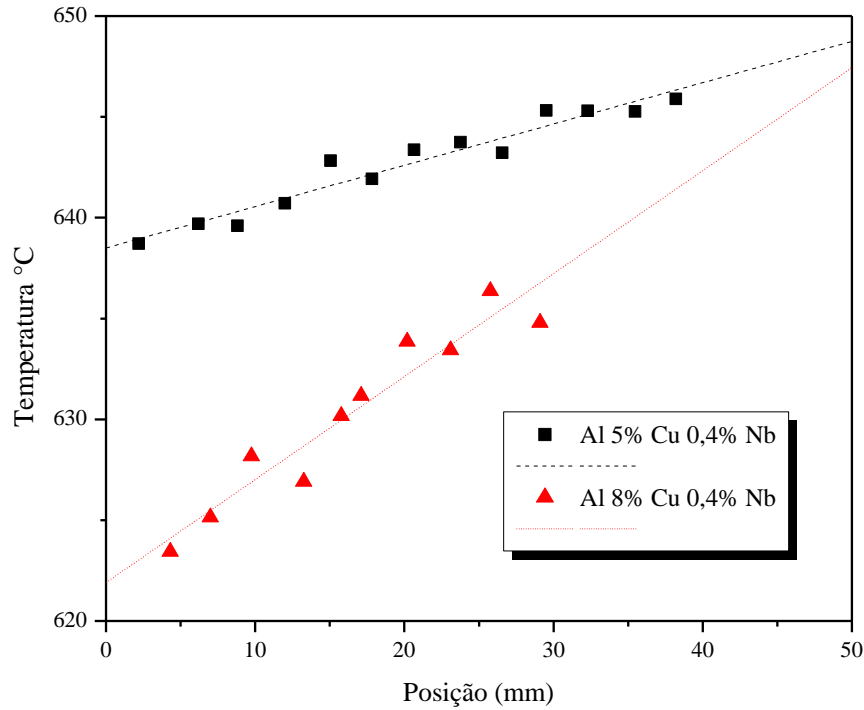 650
640
630
620
Temperatura °C
Al 5% Cu 0,4% Nb
Al 8% Cu 0,4% Nb
0 10 20 30 40 50
Posição (mm)